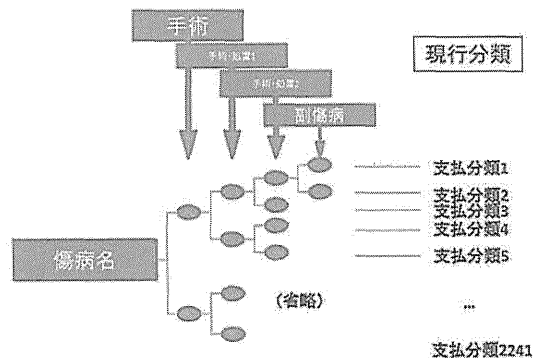 手術
現行分類
手術・処置1
手術・処置2
副傷病
支払分類1
支払分類2
支払分類3
支払分類4
傷病名
支払分類5
(省略)
...
支払分類2241